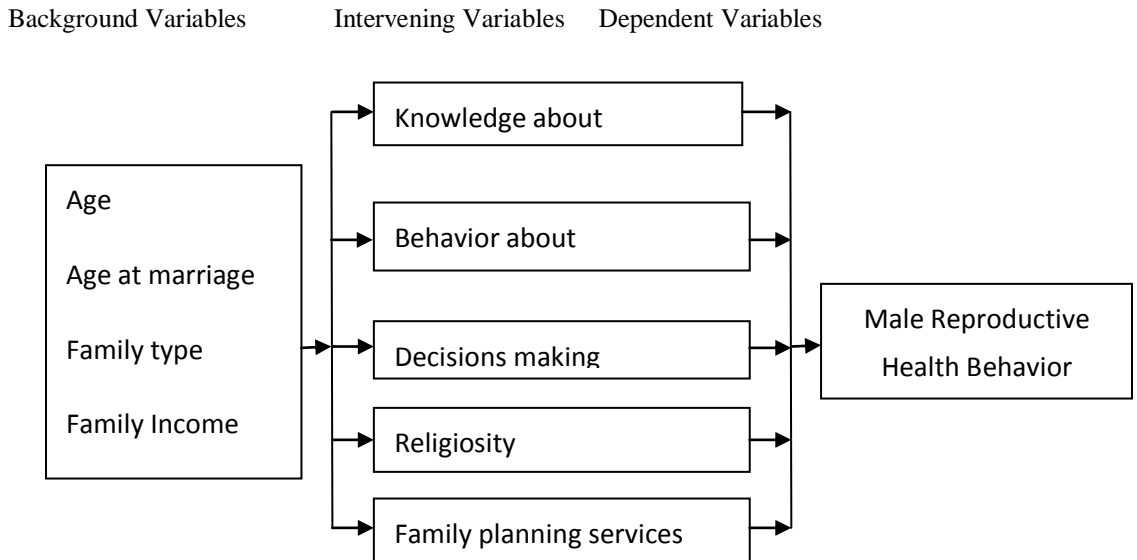 Background Variables Intervening Variables Dependent Variables
Knowledge about
Behavior about
Age
Age at marriage
Family type
Family Income
Decisions making
Religiosity
Family planning services
Male Reproductive
Health Behavior